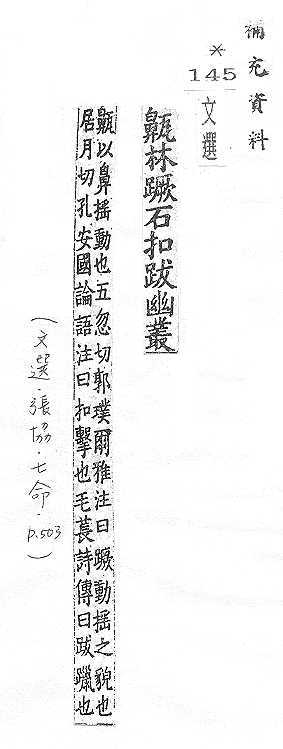 補充資料
*
145
文選
鼿林蹶石扣跋幽叢
鼿以鼻摇動也五忽切郭璞爾雅注曰蹶動摇之貌也
居月切孔安國論語注曰扣擊也毛萇詩傳曰跋躐也
(文選·張協·七命·p.503)